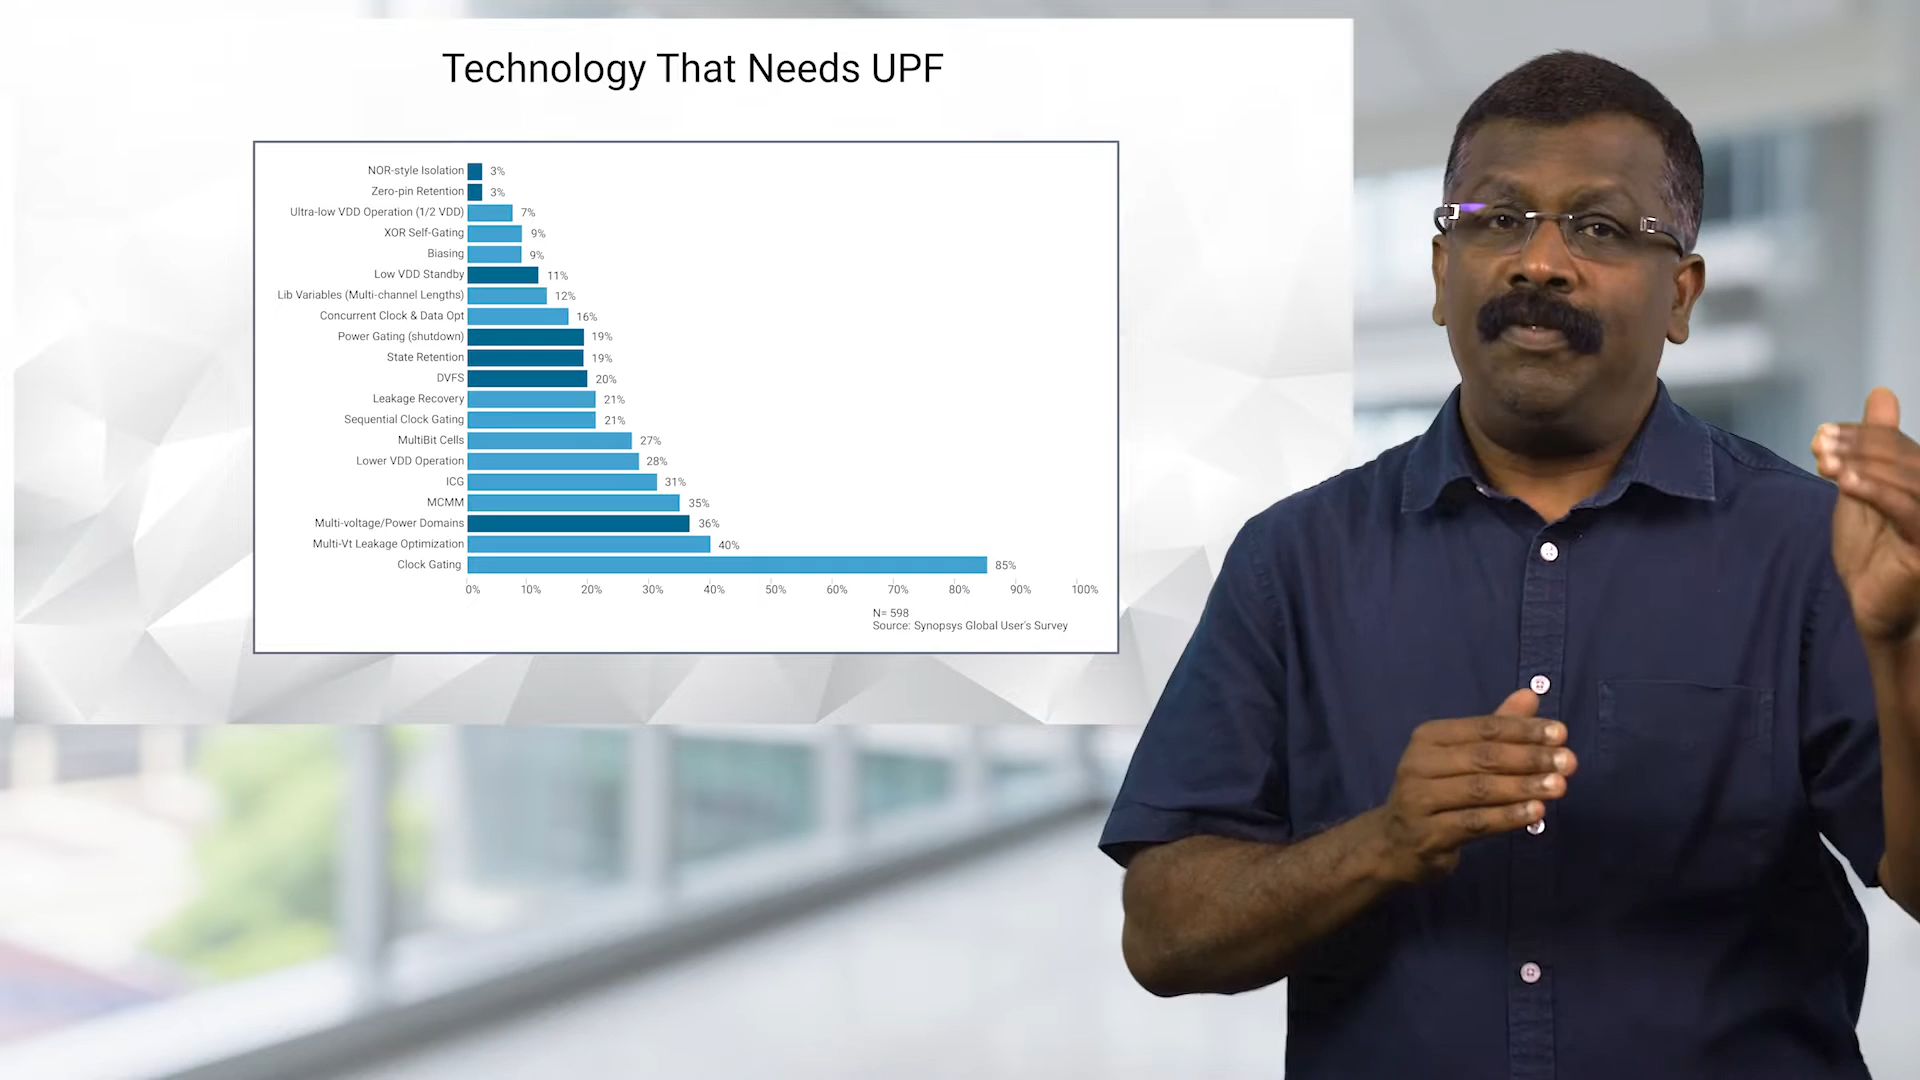 Technology That Needs UPF
NOR-style Isolation 3%
Zero-pin Retention 3%
Ultra-low VDD Operation (1/2 VDD) 7%
XOR Self-Gating 9%
Biasing 9%
Low VDD Standby 11%
Lib Variables (Multi-channel Lengths) 12%
Concurrent Clock & Data Opt 16%
Power Gating (shutdown) 19%
State Retention 19%
DVFS 20%
Leakage Recovery 21%
Sequential Clock Gating 21%
MultiBit Cells 27%
Lower VDD Operation 28%
ICG 31%
MCMM 35%
Multi-voltage/Power Domains 36%
Multi-Vt Leakage Optimization 40%
Clock Gating 85%
0% 10% 20% 30% 40% 50% 60% 70% 80% 90% 100%
N= 598
Source: Synopsys Global User's Survey